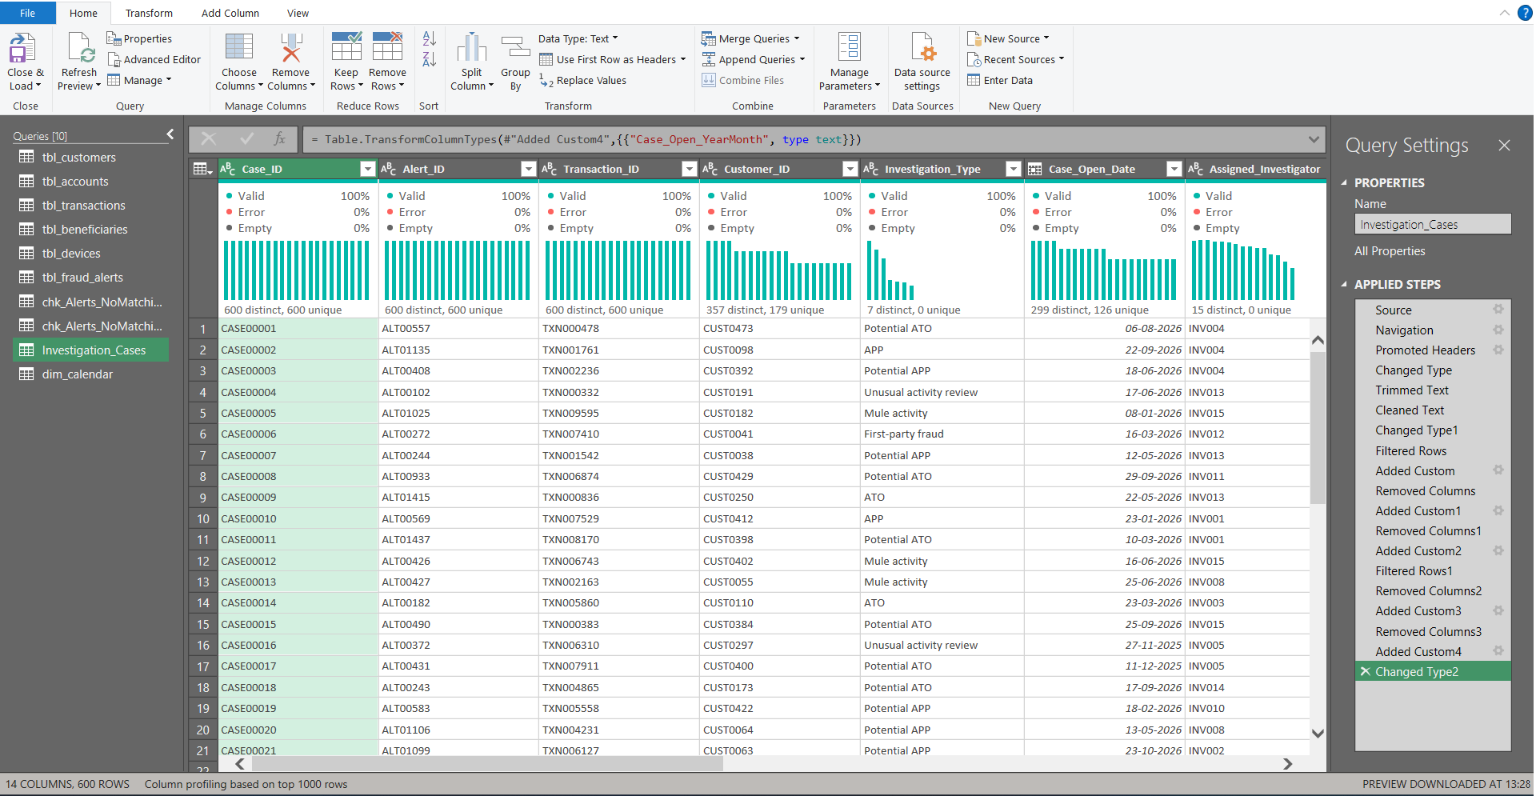 File Home Transform Add Column View ?
Close & Load Refresh Preview Properties Advanced Editor Manage Choose Columns Remove Columns Keep Rows Remove Rows Split Column Group By Data Type: Text Use First Row as Headers Replace Values Merge Queries Append Queries Combine Files Manage Parameters Data source settings New Source Recent Sources Enter Data
Close Query Manage Columns Reduce Rows Sort Transform Combine Parameters Data Sources New Query
Queries [10]
tbl_customers
tbl_accounts
tbl_transactions
tbl_beneficiaries
tbl_devices
tbl_fraud_alerts
chk_Alerts_NoMatchi...
chk_Alerts_NoMatchi...
Investigation_Cases
dim_calendar
fx = Table.TransformColumnTypes(#"Added Custom4",{{"Case_Open_YearMonth", type text}})
Case_ID Alert_ID Transaction_ID Customer_ID Investigation_Type Case_Open_Date Assigned_Investigator
Valid 100% Valid 100% Valid 100% Valid 100% Valid 100% Valid 100% Valid
Error 0% Error 0% Error 0% Error 0% Error 0% Error 0% Error
Empty 0% Empty 0% Empty 0% Empty 0% Empty 0% Empty 0% Empty
600 distinct, 600 unique 600 distinct, 600 unique 600 distinct, 600 unique 357 distinct, 179 unique 7 distinct, 0 unique 299 distinct, 126 unique 15 distinct, 0 unique
1 CASE00001 ALT00557 TXN000478 CUST0473 Potential ATO 06-08-2026 INV004
2 CASE00002 ALT01135 TXN001761 CUST0098 APP 22-09-2026 INV004
3 CASE00003 ALT00408 TXN002236 CUST0392 Potential APP 18-06-2026 INV004
4 CASE00004 ALT00102 TXN000332 CUST0191 Unusual activity review 17-06-2026 INV013
5 CASE00005 ALT01025 TXN009595 CUST0182 Mule activity 08-01-2026 INV015
6 CASE00006 ALT00272 TXN007410 CUST0041 First-party fraud 16-03-2026 INV012
7 CASE00007 ALT00244 TXN001542 CUST0038 Potential APP 12-05-2026 INV013
8 CASE00008 ALT00933 TXN006874 CUST0429 Potential ATO 29-09-2026 INV011
9 CASE00009 ALT01415 TXN000836 CUST0250 ATO 22-05-2026 INV013
10 CASE00010 ALT00569 TXN007529 CUST0412 APP 23-01-2026 INV001
11 CASE00011 ALT01437 TXN008170 CUST0398 Potential ATO 10-03-2026 INV001
12 CASE00012 ALT00426 TXN006743 CUST0402 Mule activity 16-06-2026 INV015
13 CASE00013 ALT00427 TXN002163 CUST0055 Mule activity 25-06-2026 INV008
14 CASE00014 ALT00182 TXN005860 CUST0110 ATO 23-03-2026 INV003
15 CASE00015 ALT00490 TXN000383 CUST0384 Potential ATO 25-09-2026 INV015
16 CASE00016 ALT00372 TXN006310 CUST0297 Unusual activity review 27-11-2025 INV005
17 CASE00017 ALT00431 TXN007911 CUST0400 Potential ATO 11-12-2025 INV005
18 CASE00018 ALT00243 TXN004865 CUST0173 Potential ATO 17-09-2026 INV014
19 CASE00019 ALT00583 TXN005558 CUST0422 Potential APP 18-02-2026 INV010
20 CASE00020 ALT01106 TXN004231 CUST0064 Potential APP 13-05-2026 INV008
21 CASE00021 ALT01099 TXN006127 CUST0063 Potential APP 23-10-2026 INV002
22
Query Settings
PROPERTIES
Name
Investigation_Cases
All Properties
APPLIED STEPS
Source
Navigation
Promoted Headers
Changed Type
Trimmed Text
Cleaned Text
Changed Type1
Filtered Rows
Added Custom
Removed Columns
Added Custom1
Removed Columns1
Added Custom2
Filtered Rows1
Removed Columns2
Added Custom3
Removed Columns3
Added Custom4
Changed Type2
14 COLUMNS, 600 ROWS Column profiling based on top 1000 rows PREVIEW DOWNLOADED AT 13:28